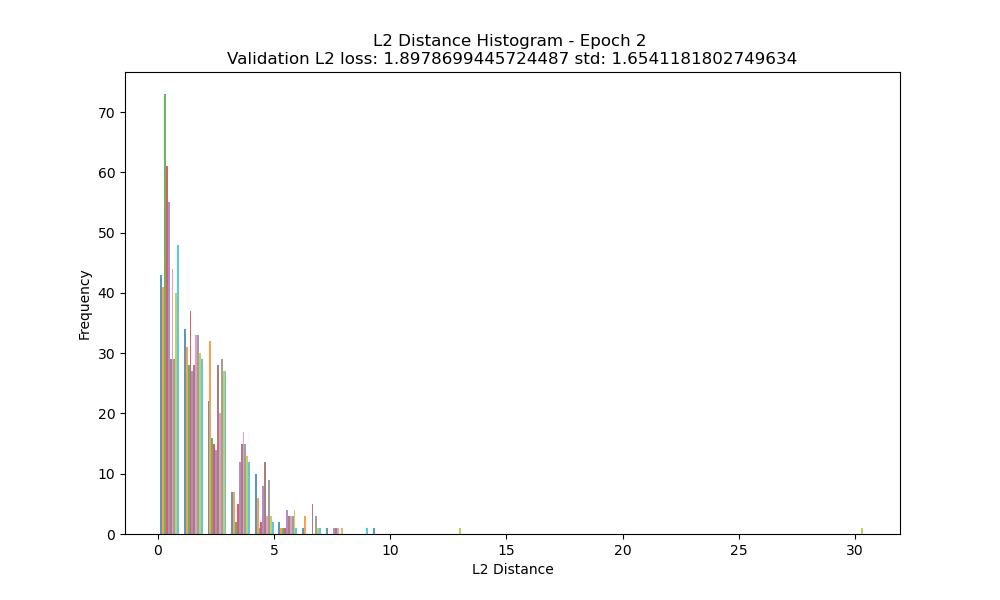 L2 Distance Histogram - Epoch 2
Validation L2 loss: 1.8978699445724487 std: 1.6541181802749634
Frequency
70
60
50
40
30
20
10
0
0 5 10 15 20 25 30
L2 Distance